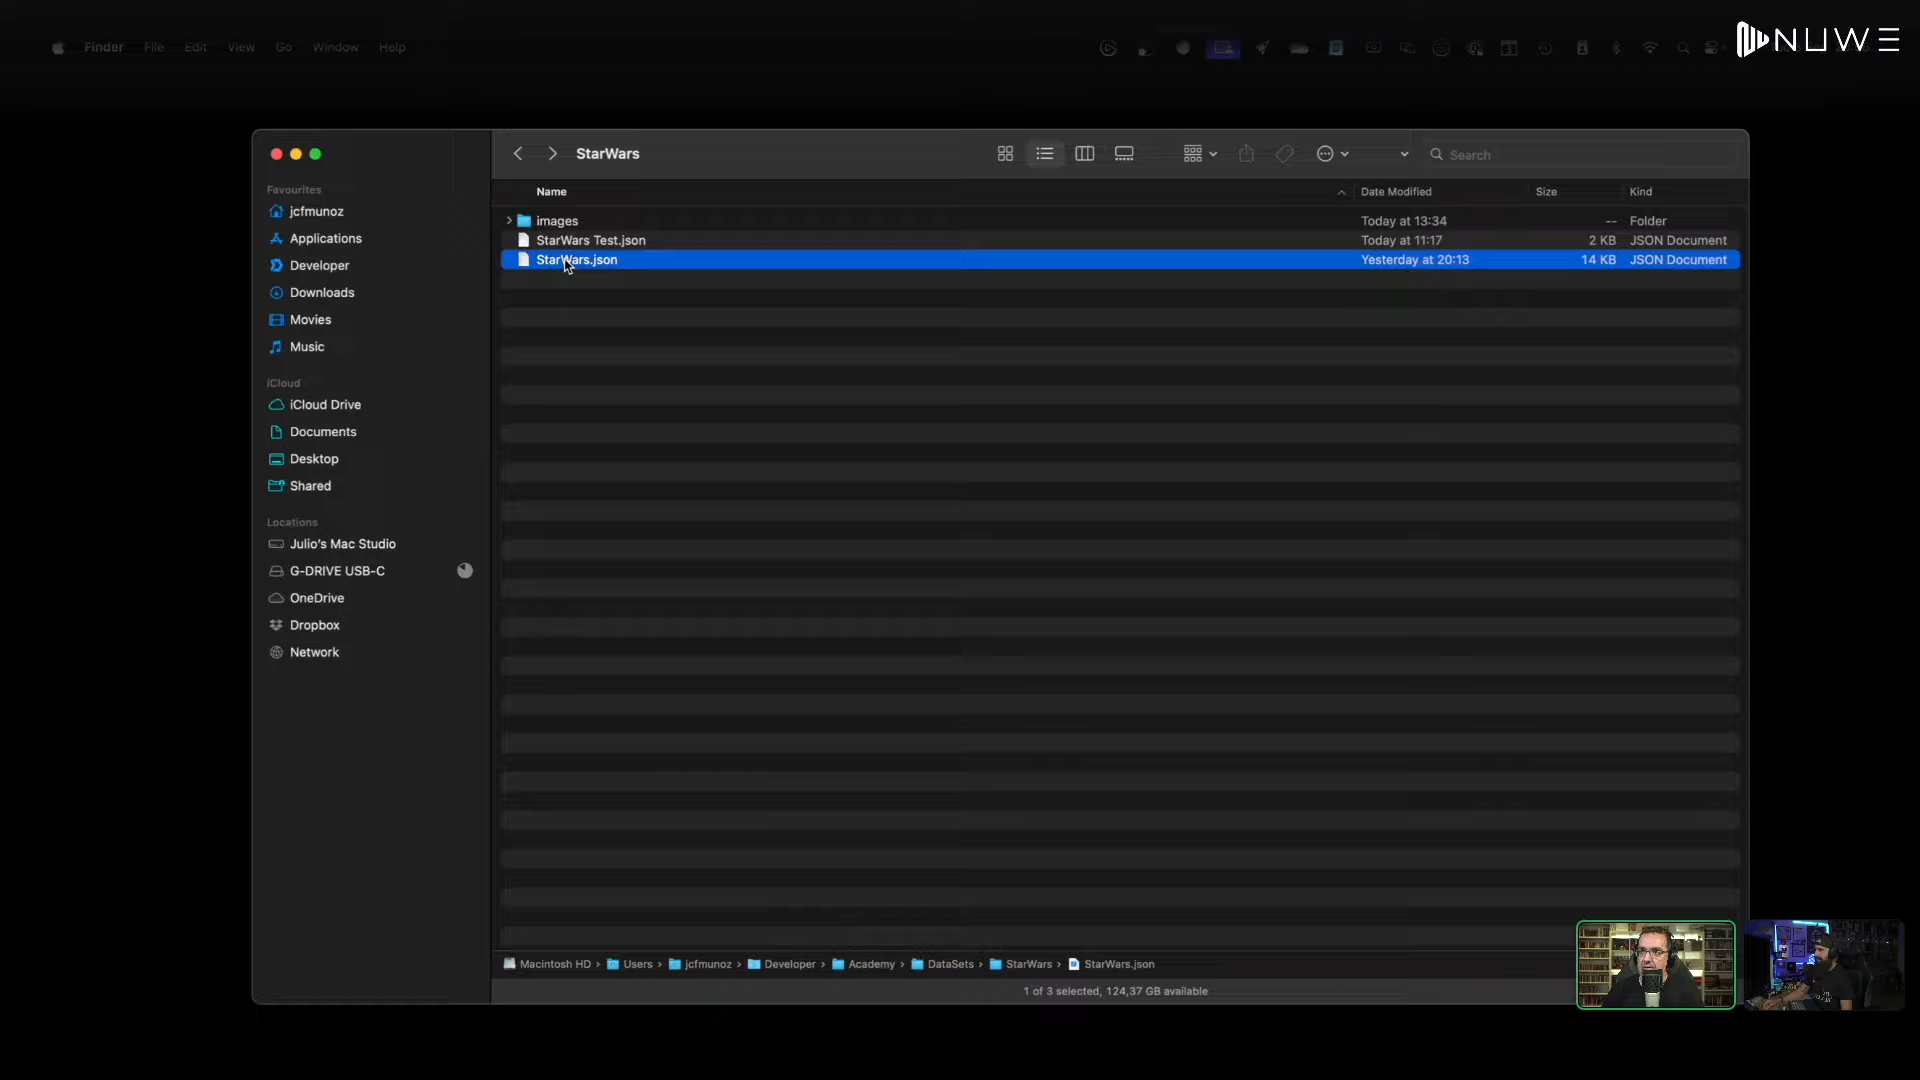 NUWE
Finder File Edit View Go Window Help
StarWars
Search
Favourites
jcfmunoz
Applications
Developer
Downloads
Movies
Music
iCloud
iCloud Drive
Documents
Desktop
Shared
Locations
Julio's Mac Studio
G-DRIVE USB-C
OneDrive
Dropbox
Network
Name Date Modified Size Kind
images Today at 13:34 -- Folder
StarWars Test.json Today at 11:17 2 KB JSON Document
StarWars.json Yesterday at 20:13 14 KB JSON Document
Macintosh HD › Users › jcfmunoz › Developer › Academy › DataSets › StarWars › StarWars.json
1 of 3 selected, 124,37 GB available